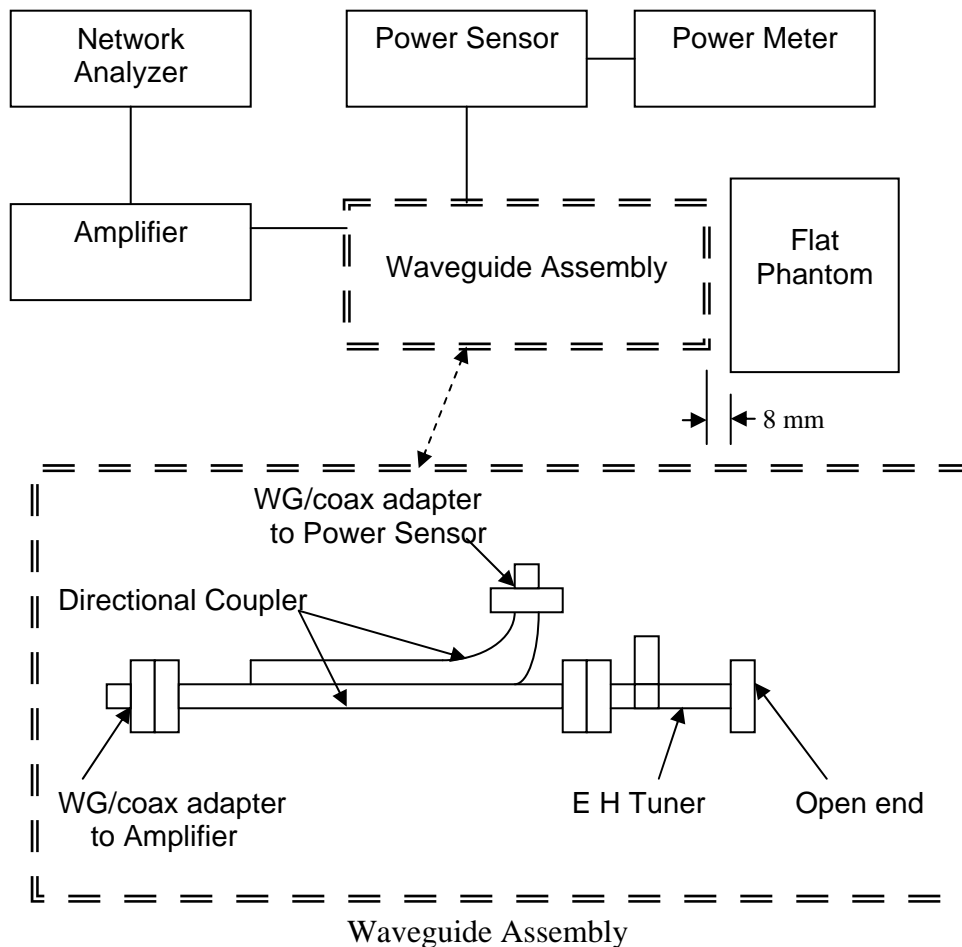 Network
Analyzer
Power Sensor
Power Meter
Amplifier
Waveguide Assembly
Flat
Phantom
8 mm
WG/coax adapter
to Power Sensor
Directional Coupler
WG/coax adapter
to Amplifier
E H Tuner
Open end
Waveguide Assembly